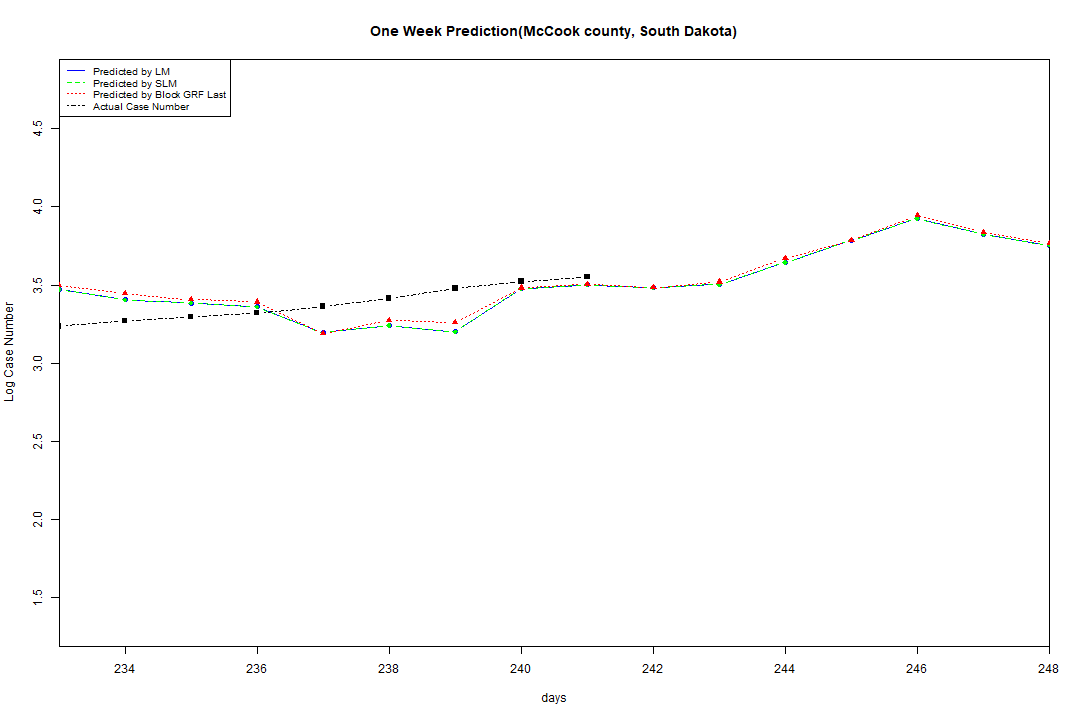 One Week Prediction(McCook county, South Dakota)
Predicted by LM
Predicted by SLM
Predicted by Block GRF Last
Actual Case Number
4.5
4.0
3.5
3.0
2.5
2.0
1.5
Log Case Number
234 236 238 240 242 244 246 248
days